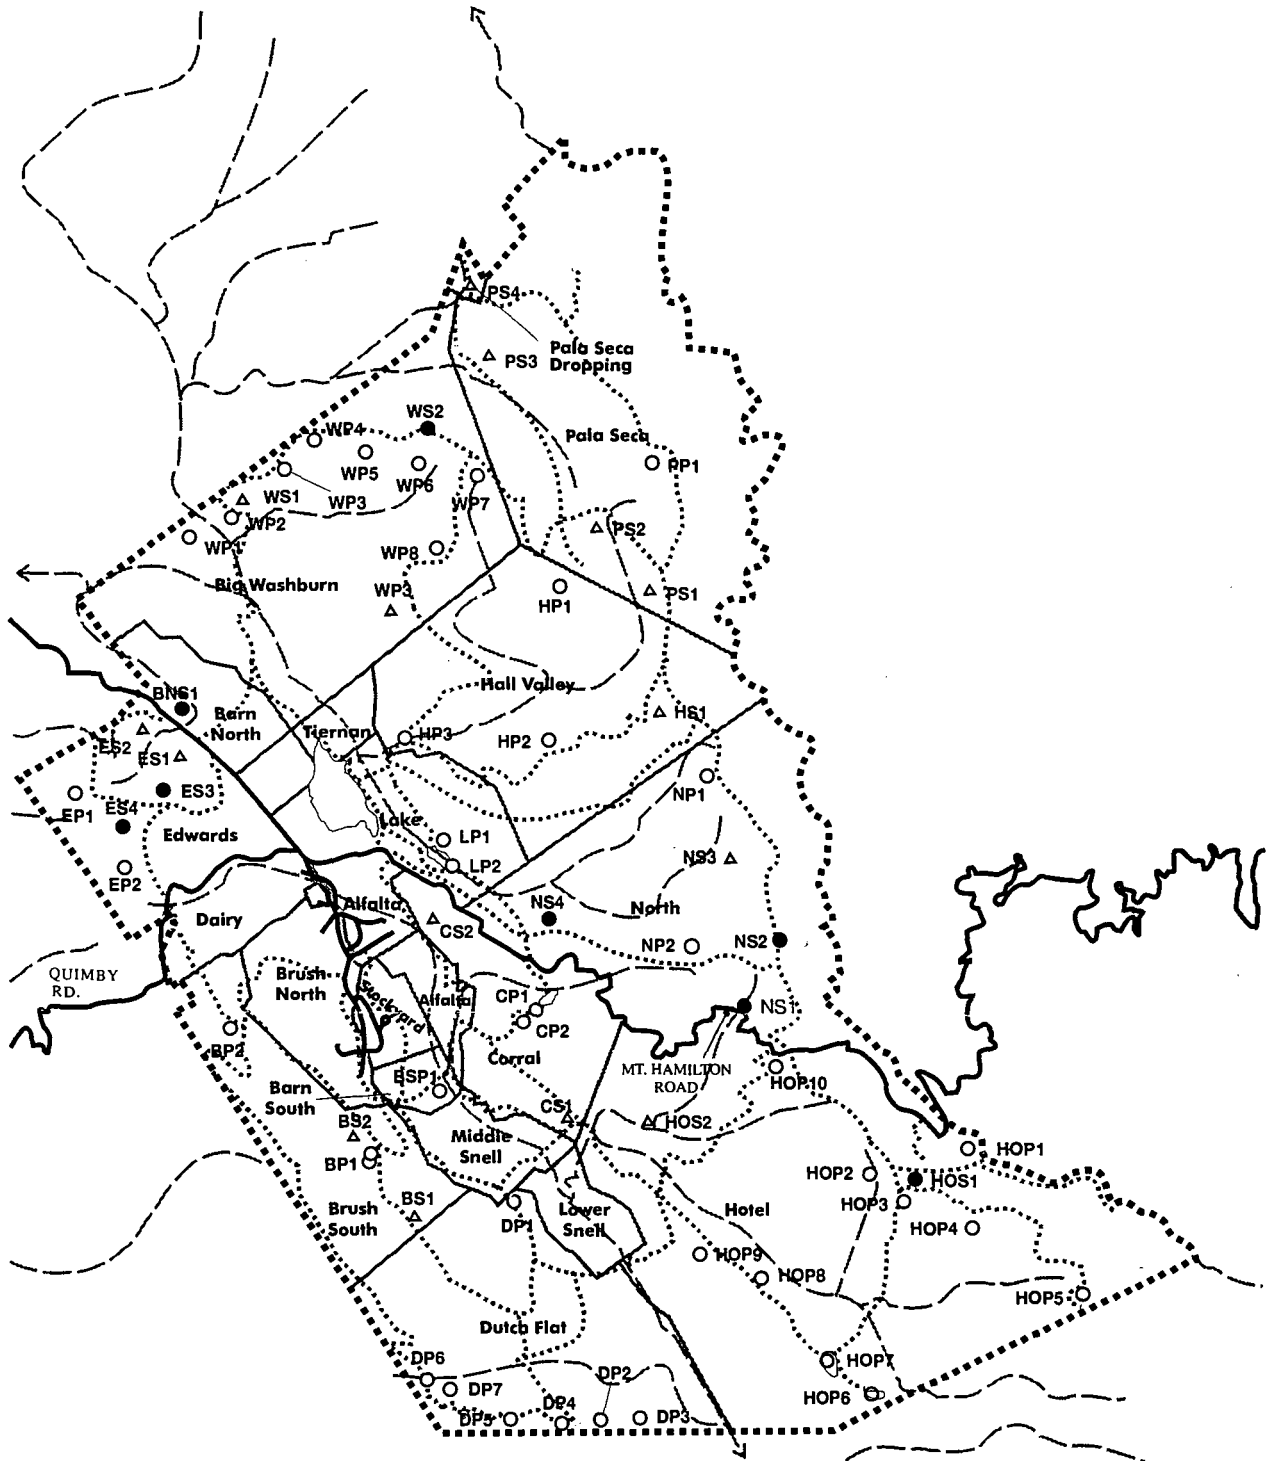 PS4
Pala Seca
Dropping
PS3
WS2
WP4
Pala Seca
WP5
PP1
WP6
WS1
WP3
WP7
WP2
PS2
WP1
WP8
Big Washburn
WP3
HP1
PS1
Hall Valley
BNS1
Barn
North
HS1
Tiernan
HP3
HP2
ES2
ES1
ES3
NP1
EP1
ES4
Edwards
Lake
LP1
NS3
LP2
EP2
Dairy
Alfalta
NS4
North
CS2
NP2
NS2
QUIMBY
RD.
Brush
North
Stockyard
Alfalta
CP1
NS1
CP2
BP2
Corral
MT. HAMILTON
ROAD
BSP1
HOP10
Barn
South
CS1
BS2
HOS2
Middle
Snell
BP1
HOP1
HOP2
HOS1
BS1
HOP3
Brush
South
DP1
Lower
Snell
Hotel
HOP4
HOP9
HOP8
HOP5
Dutch Flat
DP6
HOP7
DP7
DP2
HOP6
DP5
DP4
DP3